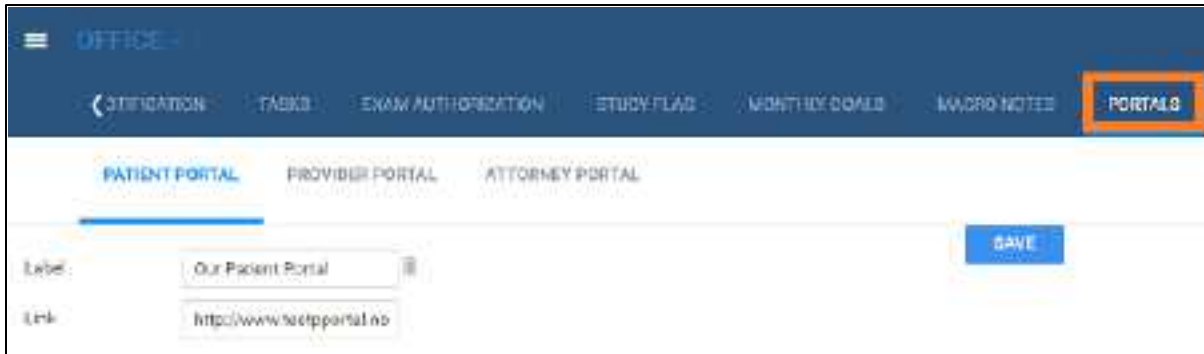 OFFICE
TASKS EXAM AUTHORIZATION STUDY FLAG MONTHLY GOALS MACRO NOTES PORTALS
PATIENT PORTAL PROVIDER PORTAL ATTORNEY PORTAL
SAVE
Label Our Patient Portal
Link